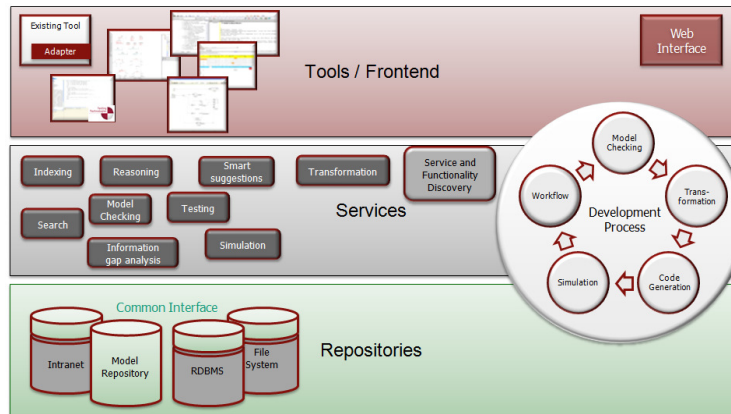 Existing Tool
Adapter
Tools / Frontend
Web
Interface
Indexing
Reasoning
Smart
suggestions
Transformation
Service and
Functionality
Discovery
Search
Model
Checking
Testing
Services
Information
gap analysis
Simulation
Model
Checking
Workflow
Trans-
formation
Development
Process
Simulation
Code
Generation
Common Interface
Intranet
Model
Repository
RDBMS
File
System
Repositories